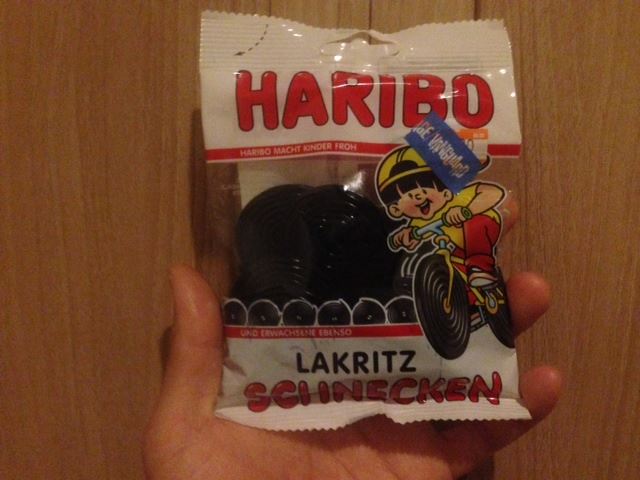 HARIBO
HARIBO MACHT KINDER FROH
UND ERWACHSENE EBENSO
LAKRITZ
SCHNECKEN